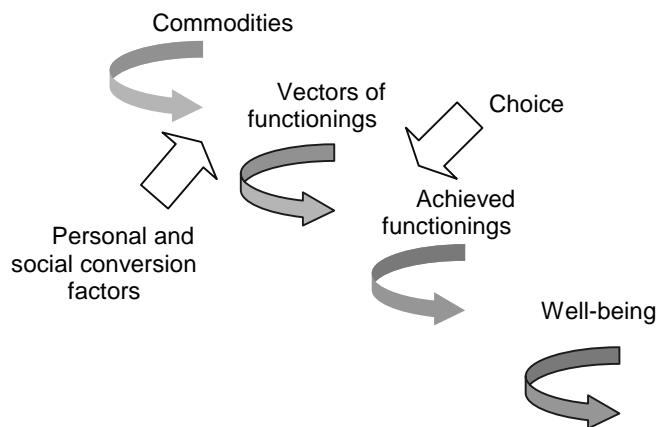 Commodities
Vectors of
functionings
Choice
Achieved
functionings
Personal and
social conversion
factors
Well-being